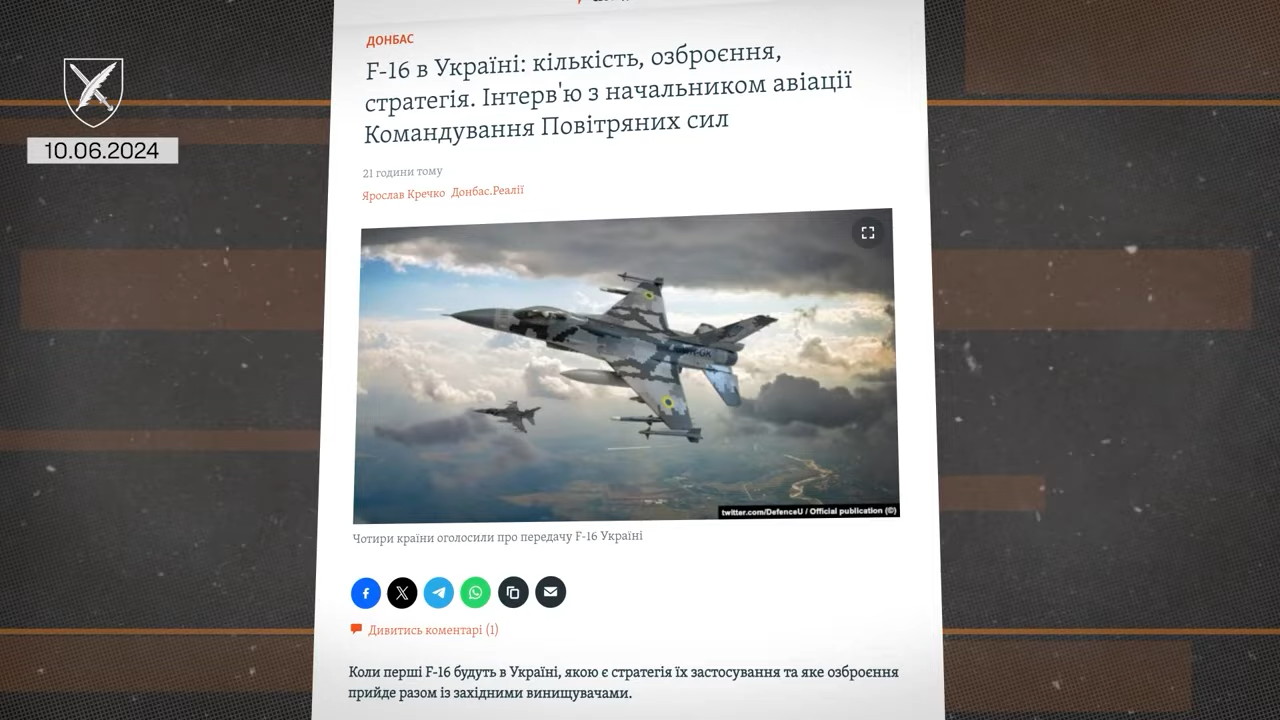 ДОНБАС
F-16 в Україні: кількість, озброєння,
стратегія. Інтерв'ю з начальником авіації
Командування Повітряних сил
10.06.2024
21 години тому
Ярослав Кречко Донбас.Реалії
twitter.com/DefenceU / Official publication (©)
Чотири країни оголосили про передачу F-16 Україні
Дивитись коментарі (1)
Коли перші F-16 будуть в Україні, якою є стратегія їх застосування та яке озброєння
прийде разом із західними винищувачами.